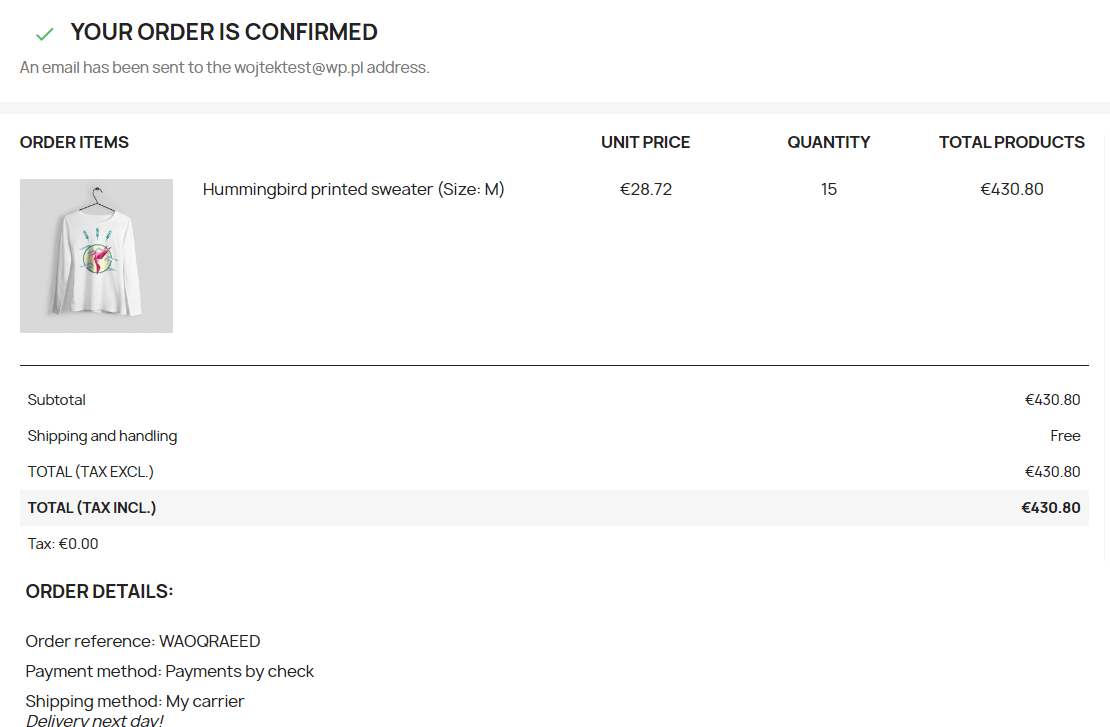 YOUR ORDER IS CONFIRMED
An email has been sent to the wojtektest@wp.pl address.
ORDER ITEMS UNIT PRICE QUANTITY TOTAL PRODUCTS
Hummingbird printed sweater (Size: M) €28.72 15 €430.80
Subtotal €430.80
Shipping and handling Free
TOTAL (TAX EXCL.) €430.80
TOTAL (TAX INCL.) €430.80
Tax: €0.00
ORDER DETAILS:
Order reference: WAOQRAEED
Payment method: Payments by check
Shipping method: My carrier
Delivery next day!